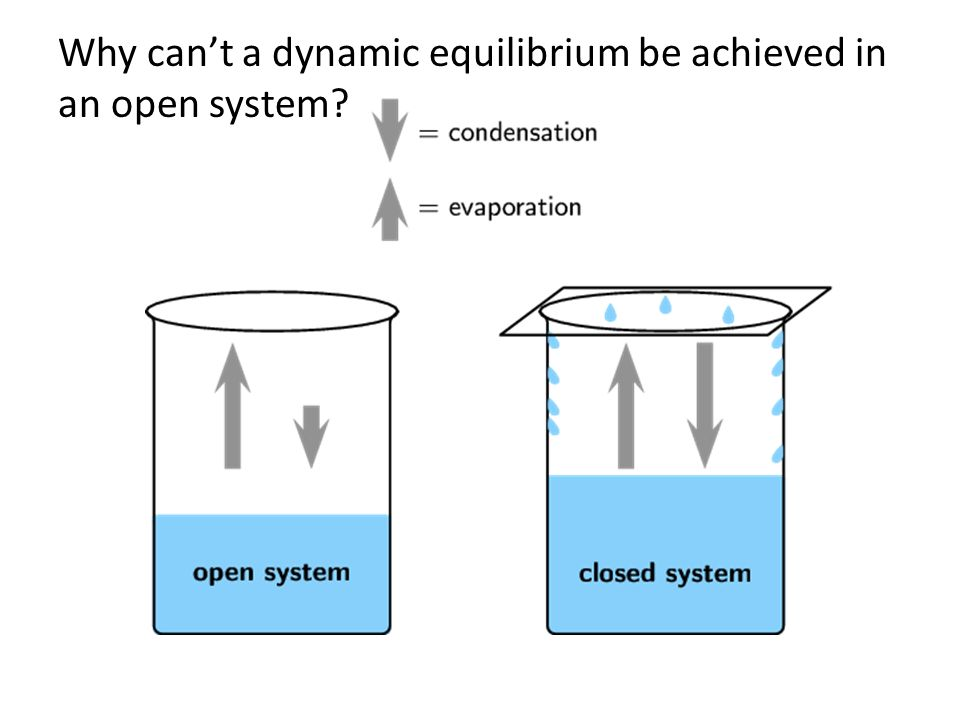 Why can’t a dynamic equilibrium be achieved in
an open system?
= condensation
= evaporation
open system
closed system